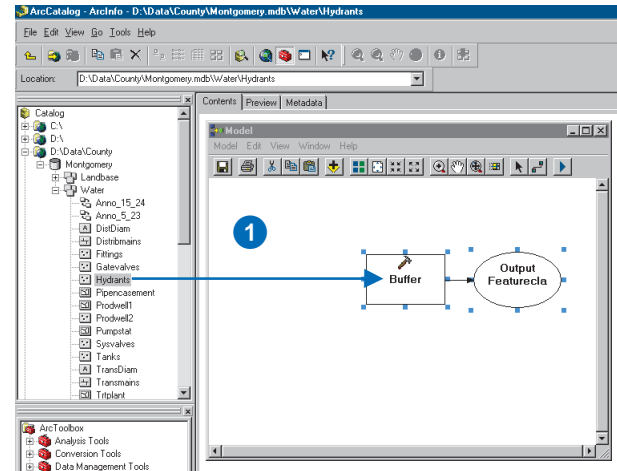 ArcCatalog - ArcInfo - D:\Data\County\Montgomery.mdb\Water\Hydrants
File Edit View Go Tools Help
Location: D:\Data\County\Montgomery.mdb\Water\Hydrants
Contents Preview Metadata
Catalog
C:\
D:\
D:\Data\County
Montgomery
Landbase
Water
Anno_15_24
Anno_5_23
DistDiam
Distribmains
Fittings
Gatevalves
Hydrants
Pipencasement
Prodwell1
Prodwell2
Pumpstat
Sysvalves
Tanks
TransDiam
Transmains
Trtplant
ArcToolbox
Analysis Tools
Conversion Tools
Data Management Tools
Model
Model Edit View Window Help
1
Buffer
Output
Featurecla